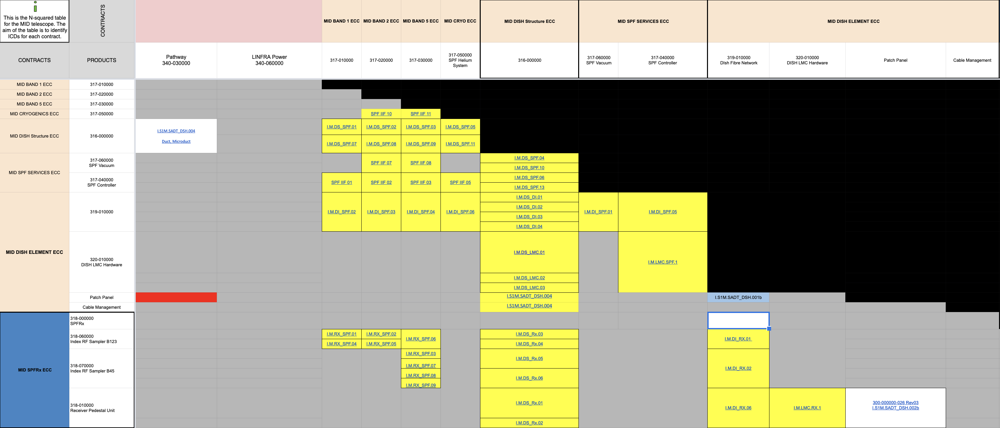 i
This is the N-squared table
for the MID telescope. The
aim of the table is to identify
ICDs for each contract.
CONTRACTS
MID BAND 1 ECC
MID BAND 2 ECC
MID BAND 5 ECC
MID CRYO ECC
MID DISH Structure ECC
MID SPF SERVICES ECC
MID DISH ELEMENT ECC
CONTRACTS
PRODUCTS
Pathway
340-030000
LINFRA Power
340-060000
317-010000
317-020000
317-030000
317-050000
SPF Helium
System
316-000000
317-060000
SPF Vacuum
317-040000
SPF Controller
319-010000
DIsh Fibre Network
320-010000
DISH LMC Hardware
Patch Panel
Cable Management
MID BAND 1 ECC
317-010000
MID BAND 2 ECC
317-020000
MID BAND 5 ECC
317-030000
MID CRYOGENICS ECC
317-050000
SPF IIF 10
SPF IIF 11
MID DISH Structure ECC
316-000000
I.S1M.SADT_DSH.004
Duct, Microduct
I.M.DS_SPF.01
I.M.DS_SPF.02
I.M.DS_SPF.03
I.M.DS_SPF.05
I.M.DS_SPF.07
I.M.DS_SPF.08
I.M.DS_SPF.09
I.M.DS_SPF.11
MID SPF SERVICES ECC
317-060000
SPF Vacuum
SPF IIF 07
SPF IIF 08
I.M.DS_SPF.04
I.M.DS_SPF.10
317-040000
SPF Controller
SPF IIF 01
SPF IIF 02
SPF IIF 03
SPF IIF 05
I.M.DS_SPF.06
I.M.DS_SPF.13
MID DISH ELEMENT ECC
319-010000
I.M.DI_SPF.02
I.M.DI_SPF.03
I.M.DI_SPF.04
I.M.DI_SPF.06
I.M.DS_DI.01
I.M.DS_DI.02
I.M.DS_DI.03
I.M.DS_DI.04
I.M.DI_SPF.01
I.M.DI_SPF.05
320-010000
DISH LMC Hardware
I.M.DS_LMC.01
I.M.DS_LMC.02
I.M.DS_LMC.03
I.M.LMC.SPF.1
Patch Panel
I.S1M.SADT_DSH.004
I.S1M.SADT_DSH.001b
Cable Management
I.S1M.SADT_DSH.004
MID SPFRx ECC
318-000000
SPFRx
318-060000
Index RF Sampler B123
I.M.RX_SPF.01
I.M.RX_SPF.02
I.M.RX_SPF.04
I.M.RX_SPF.05
I.M.RX_SPF.06
I.M.DS_Rx.03
I.M.DS_Rx.04
I.M.DI_RX.01
318-070000
Index RF Sampler B45
I.M.RX_SPF.03
I.M.RX_SPF.07
I.M.RX_SPF.08
I.M.RX_SPF.09
I.M.DS_Rx.05
I.M.DS_Rx.06
I.M.DI_RX.02
318-010000
Receiver Pedestal Unit
I.M.DS_Rx.01
I.M.DS_Rx.02
I.M.DI_RX.06
I.M.LMC.RX.1
300-000000-026 Rev03
I.S1M.SADT_DSH.002b